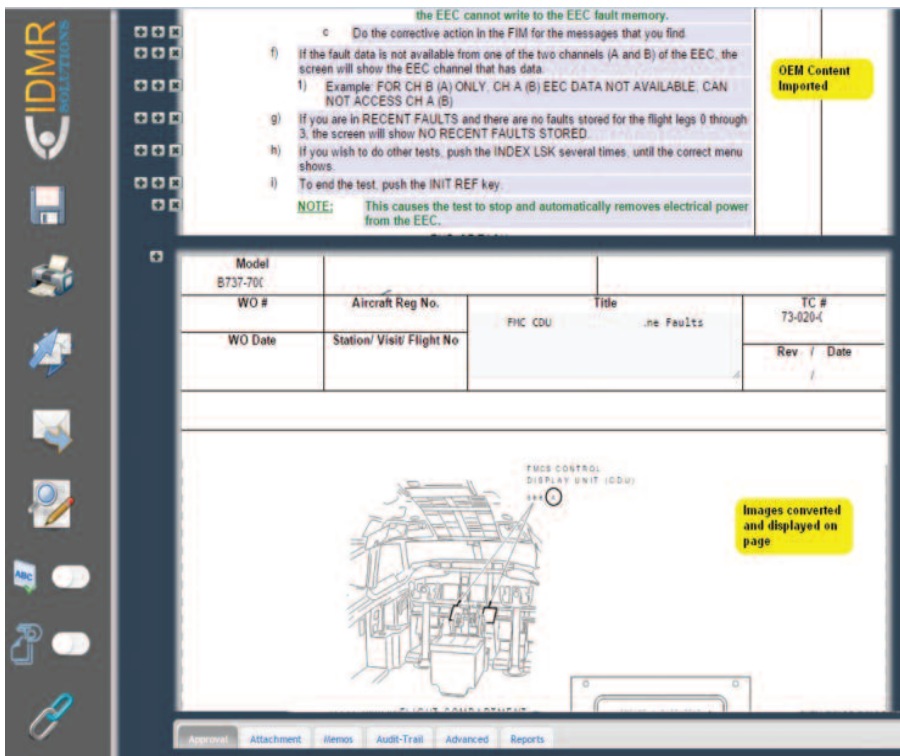 IDMR
SOLUTIONS
the EEC cannot write to the EEC fault memory.
c Do the corrective action in the FIM for the messages that you find.
f) If the fault data is not available from one of the two channels (A and B) of the EEC, the
screen will show the EEC channel that has data.
1) Example: FOR CH B (A) ONLY, CH A (B) EEC DATA NOT AVAILABLE, CAN
NOT ACCESS CH A (B)
g) If you are in RECENT FAULTS and there are no faults stored for the flight legs 0 through
3, the screen will show NO RECENT FAULTS STORED.
h) If you wish to do other tests, push the INDEX LSK several times, until the correct menu
shows.
i) To end the test, push the INIT REF key.
NOTE: This causes the test to stop and automatically removes electrical power
from the EEC.
OEM Content
Imported
Model
B737-70
WO #
Aircraft Reg No.
Title
TC #
FMC CDU
ne Faults
73-020-
WO Date
Station/ Visit/ Flight No
Rev / Date
/
FMCS CONTROL
DISPLAY UNIT (CDU)
Images converted
and displayed on
page
FLIGHT COMPARTMENT
ABC
Approval
Attachment
Memos
Audit-Trail
Advanced
Reports